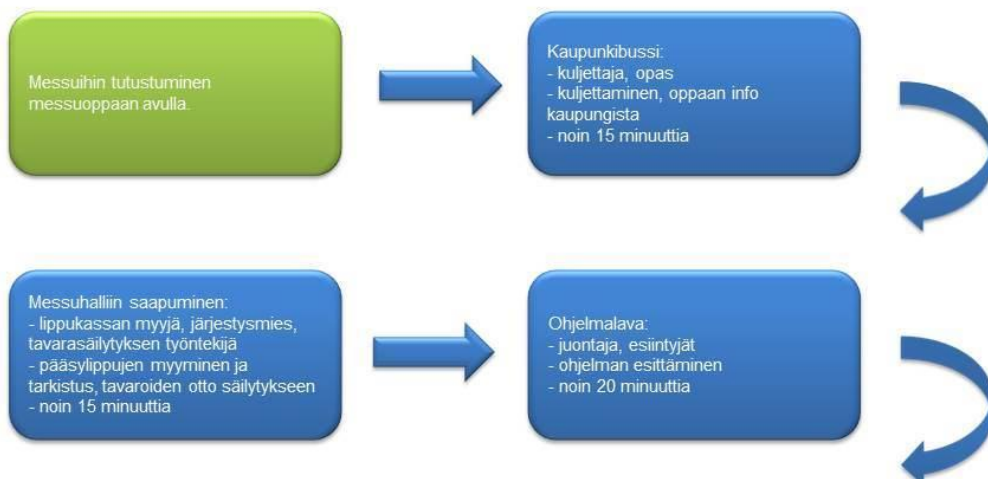 Messuihin tutustuminen
messuoppaan avulla.
Kaupunkibussi:
- kuljettaja, opas
- kuljettaminen, oppaan info
kaupungista
- noin 15 minuuttia
Messuhalliin saapuminen:
- lippukassan myyjä, järjestysmies,
tavarasäilytyksen työntekijä
- pääsylippujen myyminen ja
tarkistus, tavaroiden otto säilytykseen
- noin 15 minuuttia
Ohjelmalava:
- juontaja, esiintyjät
- ohjelman esittäminen
- noin 20 minuuttia